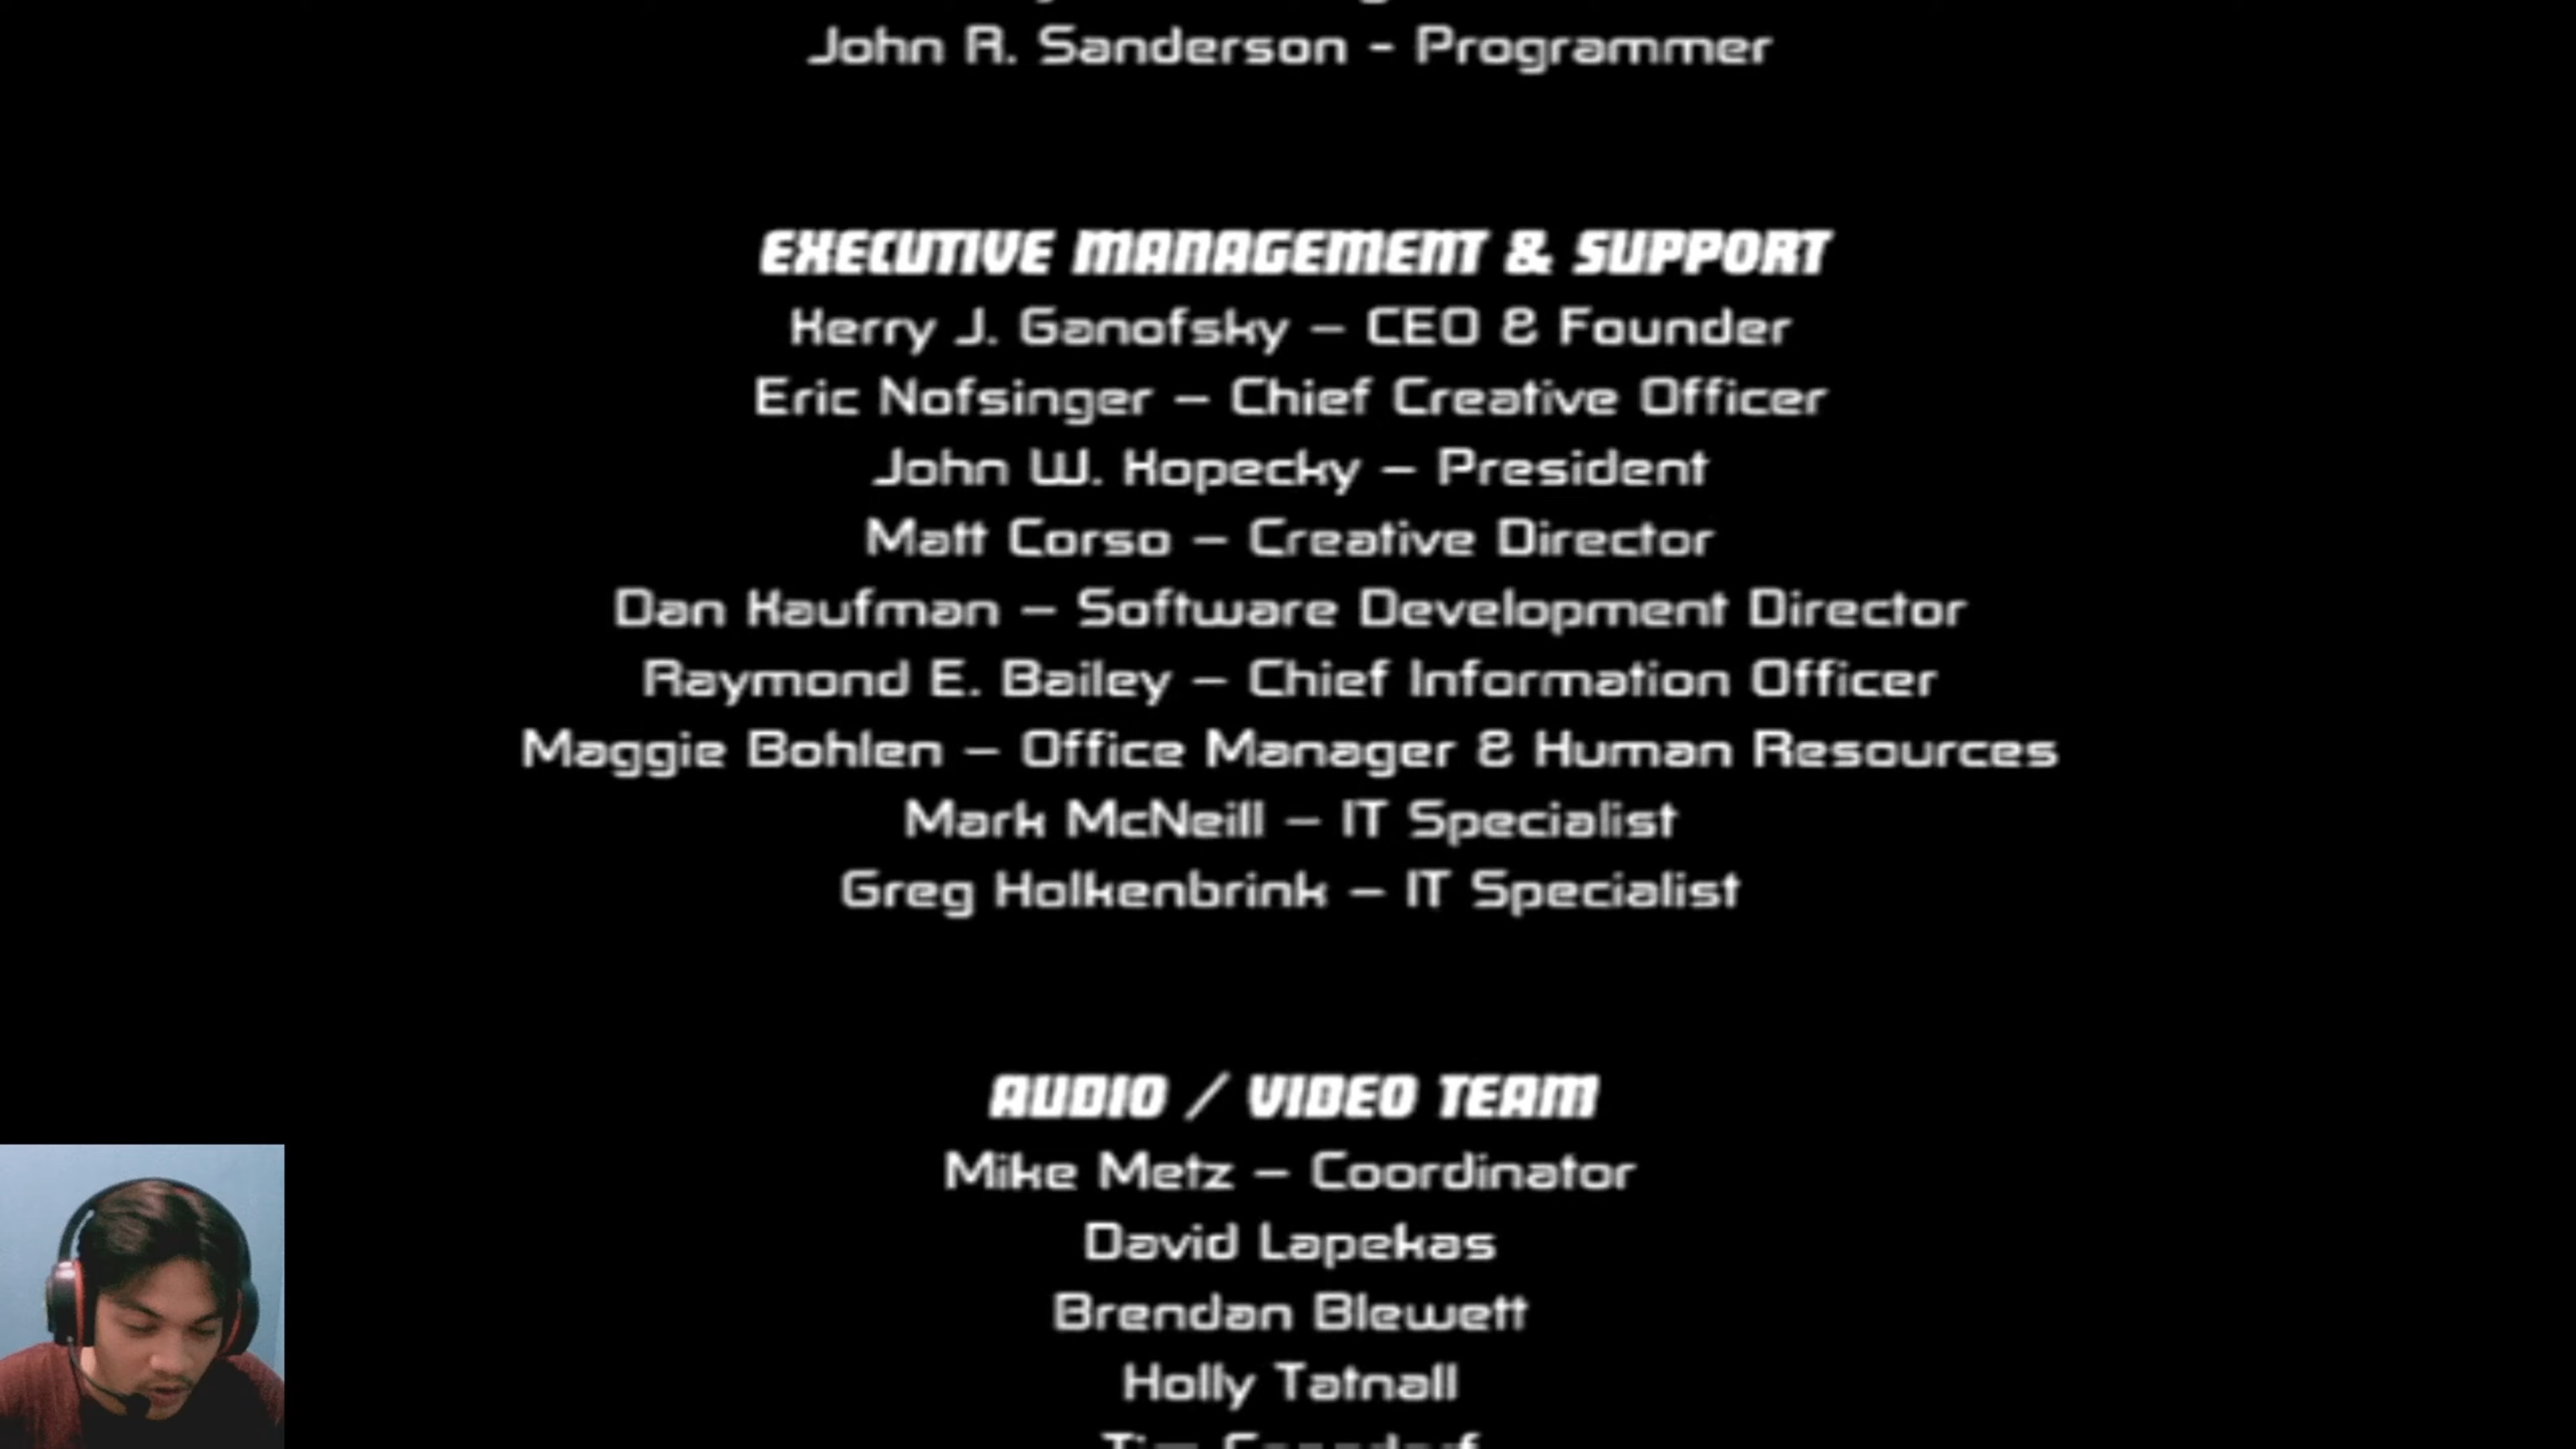 John R. Sanderson - Programmer
EXECUTIVE MANAGEMENT & SUPPORT
Kerry J. Ganofsky – CEO & Founder
Eric Nofsinger – Chief Creative Officer
John W. Kopecky – President
Matt Corso – Creative Director
Dan Kaufman – Software Development Director
Raymond E. Bailey – Chief Information Officer
Maggie Bohlen – Office Manager & Human Resources
Mark McNeill – IT Specialist
Greg Holkenbrink – IT Specialist
AUDIO / VIDEO TEAM
Mike Metz – Coordinator
David Lapekas
Brendan Blewett
Holly Tatnall